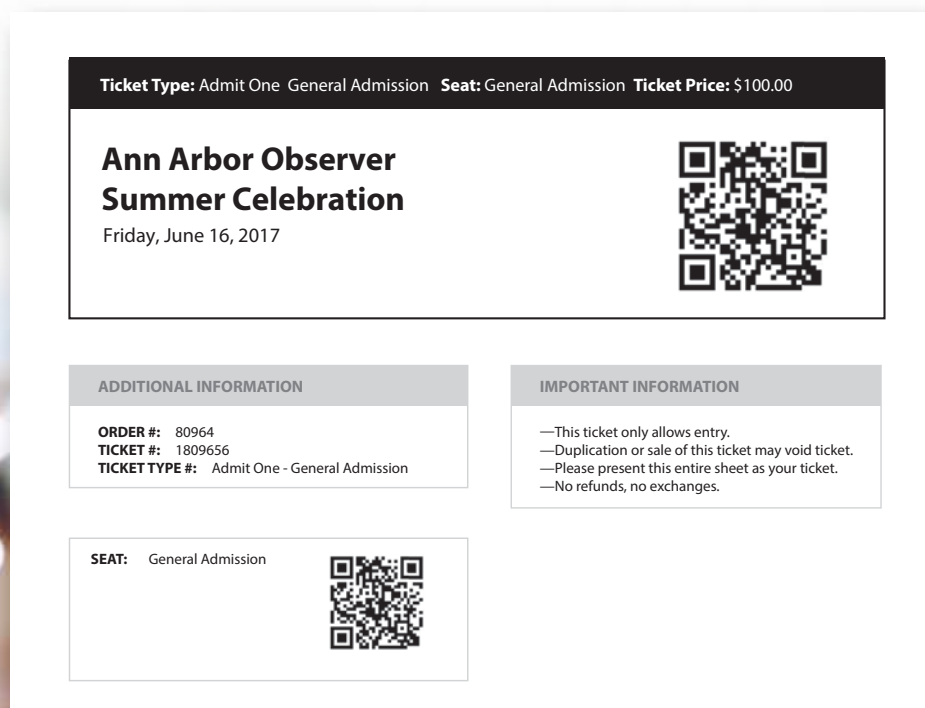 Ticket Type: Admit One General Admission Seat: General Admission Ticket Price: $100.00
Ann Arbor Observer
Summer Celebration
Friday, June 16, 2017
ADDITIONAL INFORMATION
ORDER #: 80964
TICKET #: 1809656
TICKET TYPE #: Admit One - General Admission
IMPORTANT INFORMATION
—This ticket only allows entry.
—Duplication or sale of this ticket may void ticket.
—Please present this entire sheet as your ticket.
—No refunds, no exchanges.
SEAT: General Admission